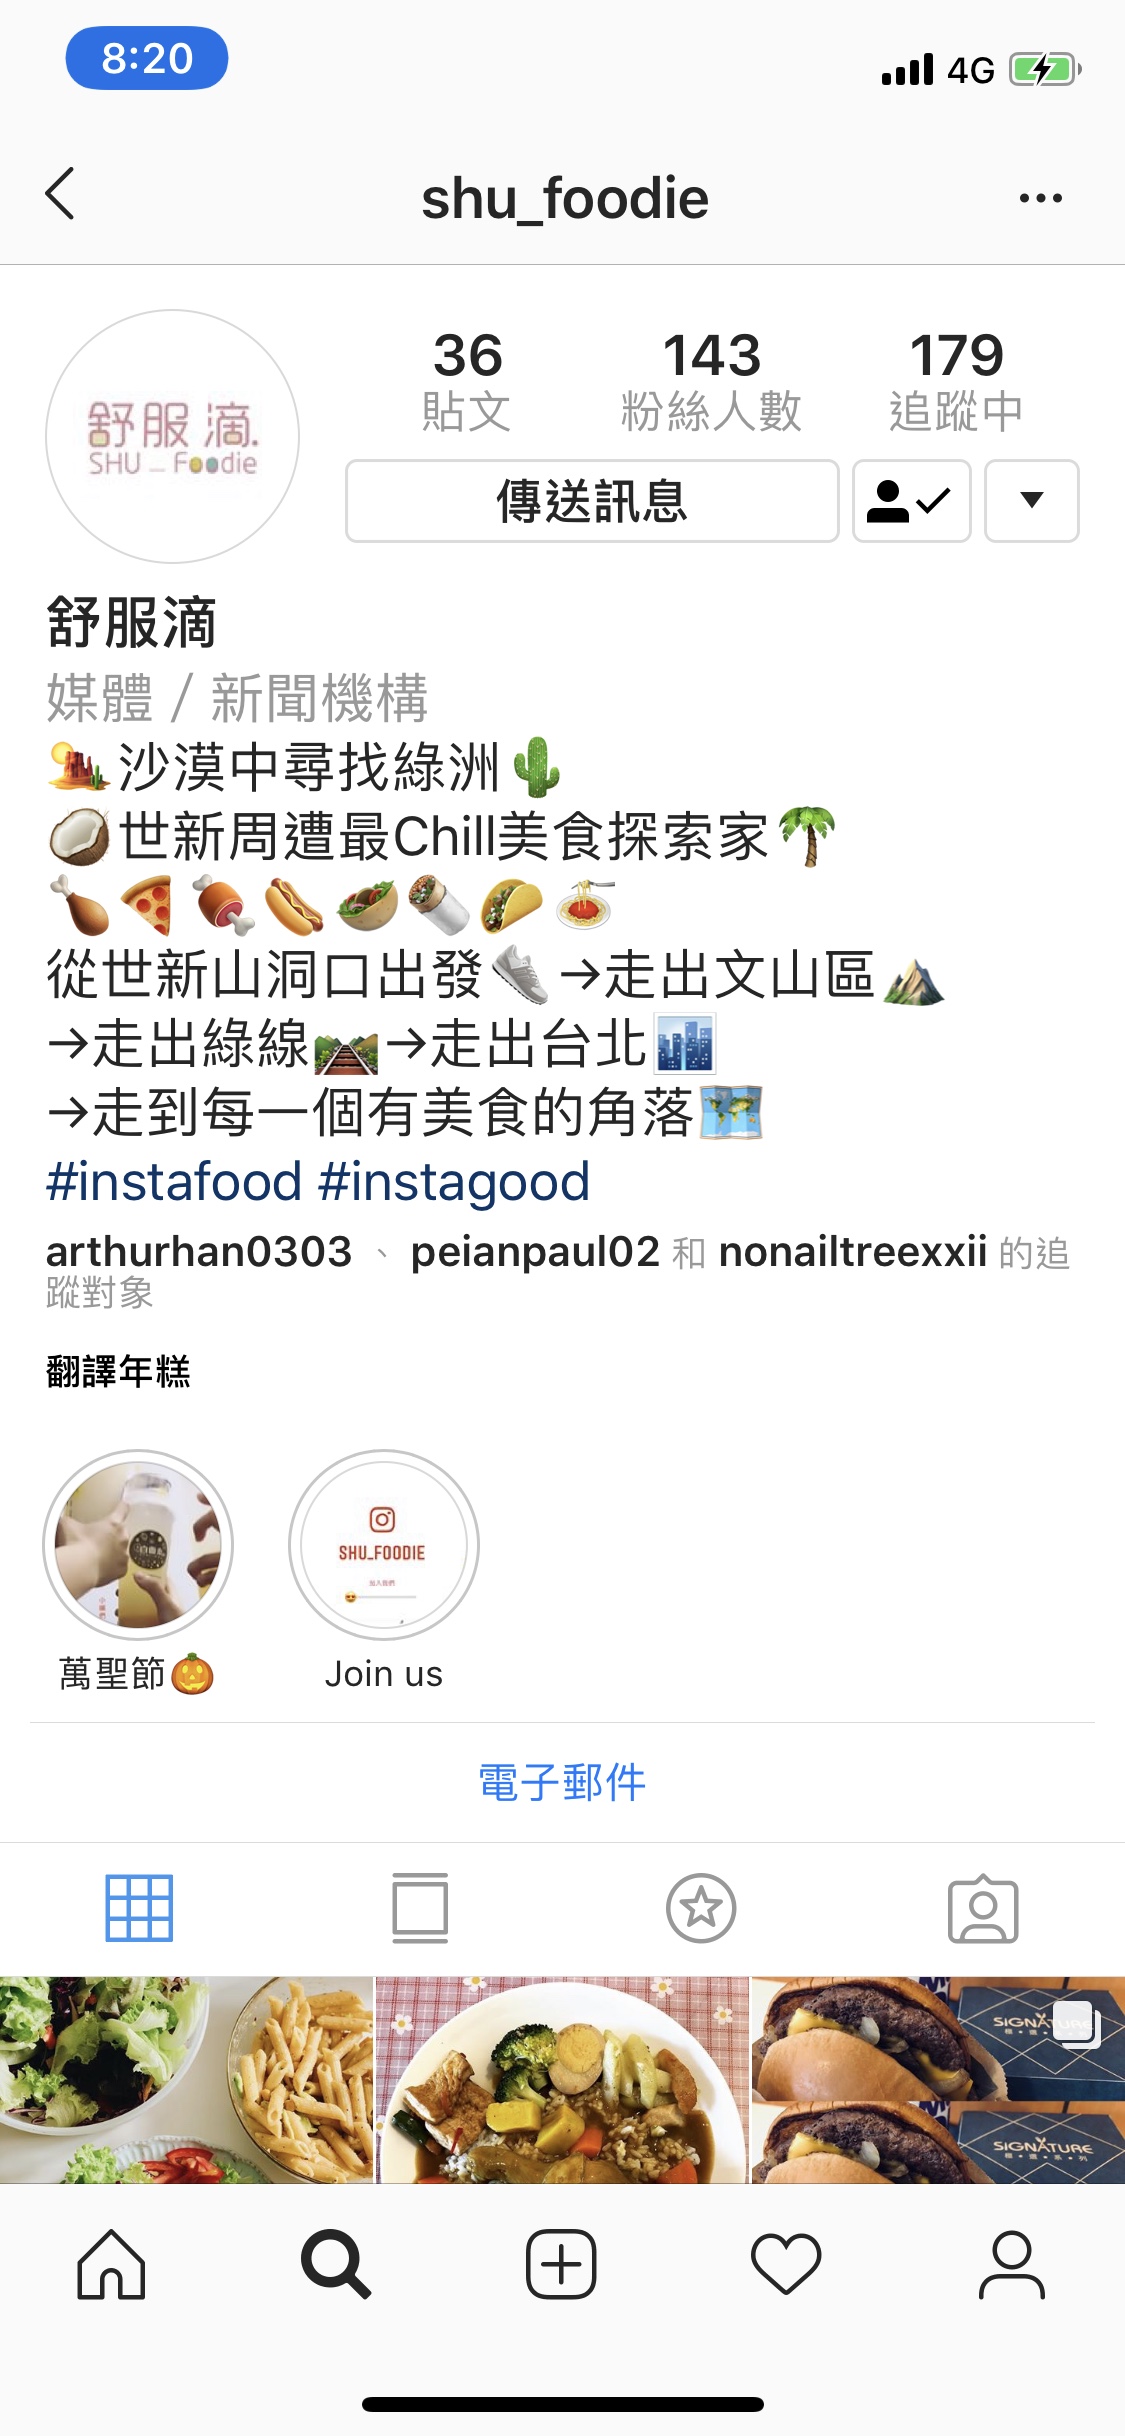 8:20
4G
shu_foodie
36
143
179
貼文
粉絲人數
追蹤中
舒服滴.
SHU _ Foodie
傳送訊息
舒服滴
媒體 / 新聞機構
🏜沙漠中尋找綠洲🌵
🥥世新周遭最Chill美食探索家🌴
🍗🍕🍖🌭🥗🌯🌮🍝
從世新山洞口出發👟→走出文山區⛰
→走出綠線🛤→走出台北🏙
→走到每一個有美食的角落🗺
#instafood #instagood
arthurhan0303 、 peianpaul02 和 nonailtreexxii 的追
蹤對象
翻譯年糕
SHU_FOODIE
加入我們
萬聖節🎃
Join us
電子郵件
SIGNATURE
SIGNATURE